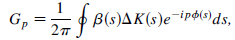 G_p = \frac{1}{2\pi} \oint \beta(s)\Delta K(s)e^{-ip\phi(s)}ds,